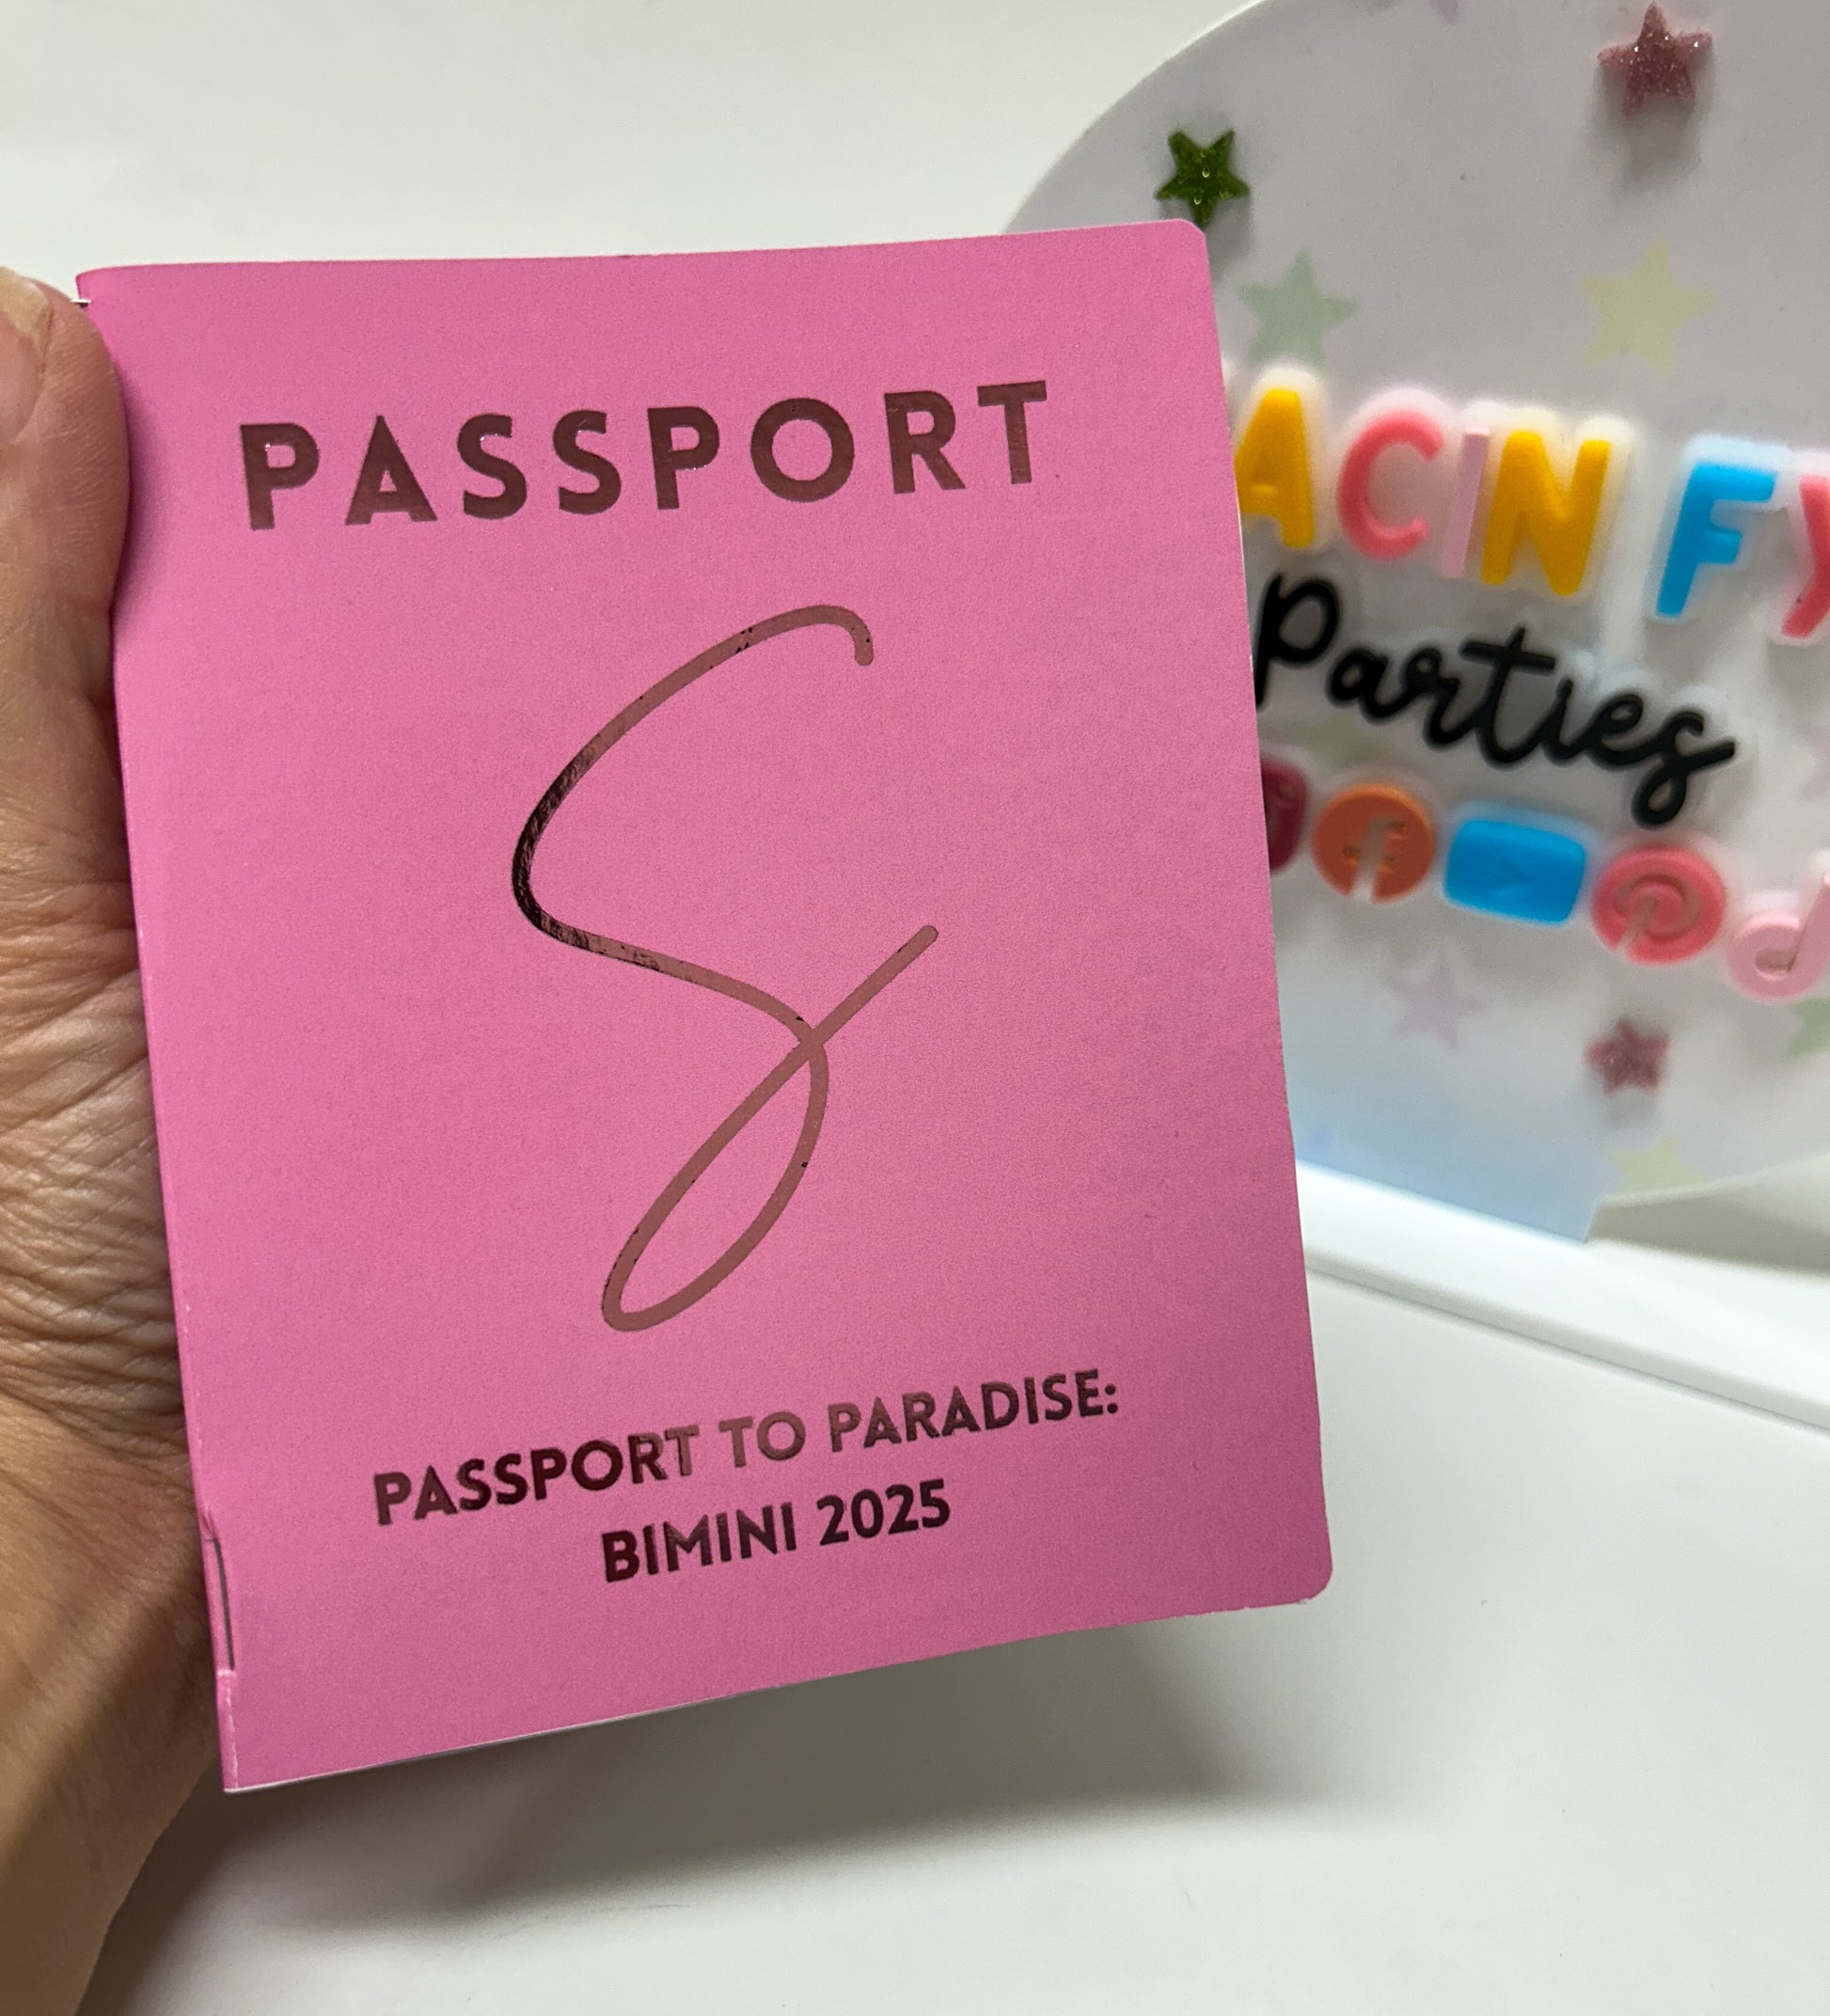 PASSPORT
S
PASSPORT TO PARADISE:
BIMINI 2025
Parties